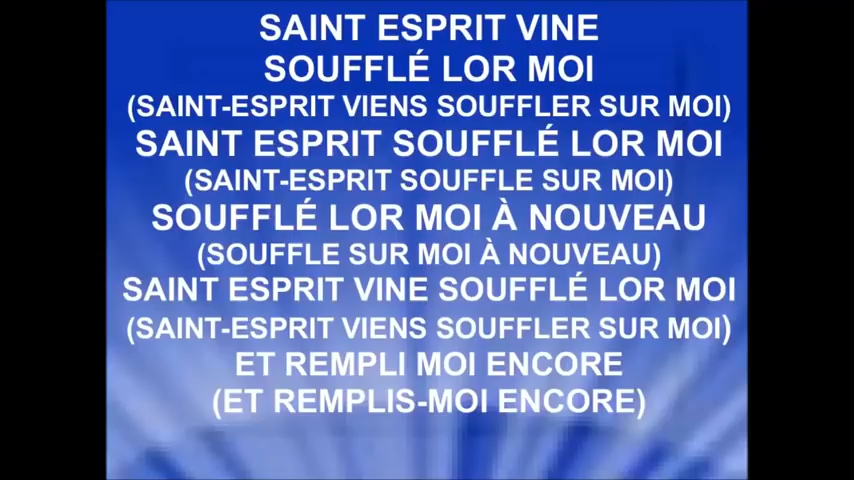 SAINT ESPRIT VINE
SOUFFLÉ LOR MOI
(SAINT-ESPRIT VIENS SOUFFLER SUR MOI)
SAINT ESPRIT SOUFFLÉ LOR MOI
(SAINT-ESPRIT SOUFFLE SUR MOI)
SOUFFLÉ LOR MOI À NOUVEAU
(SOUFFLE SUR MOI À NOUVEAU)
SAINT ESPRIT VINE SOUFFLÉ LOR MOI
(SAINT-ESPRIT VIENS SOUFFLER SUR MOI)
ET REMPLI MOI ENCORE
(ET REMPLIS-MOI ENCORE)